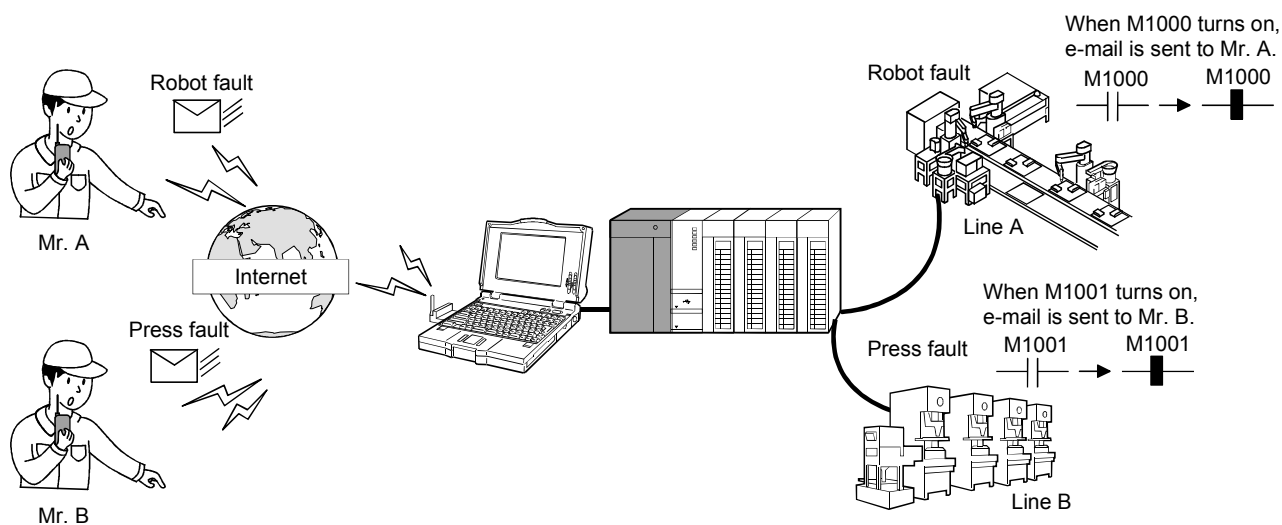 When M1000 turns on,
e-mail is sent to Mr. A.
Robot fault
Robot fault
M1000
M1000
Mr. A
Line A
Internet
When M1001 turns on,
e-mail is sent to Mr. B.
Press fault
Press fault
M1001
M1001
Line B
Mr. B